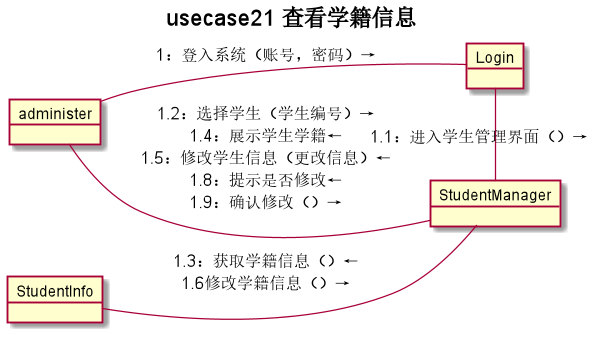 usecase21 查看学籍信息
1：登入系统（账号，密码）→
Login
administer
1.2：选择学生（学生编号）→
1.4：展示学生学籍←
1.5：修改学生信息（更改信息）←
1.8：提示是否修改←
1.9：确认修改（）→
1.1：进入学生管理界面（）→
StudentManager
1.3：获取学籍信息（）←
1.6修改学籍信息（）→
StudentInfo